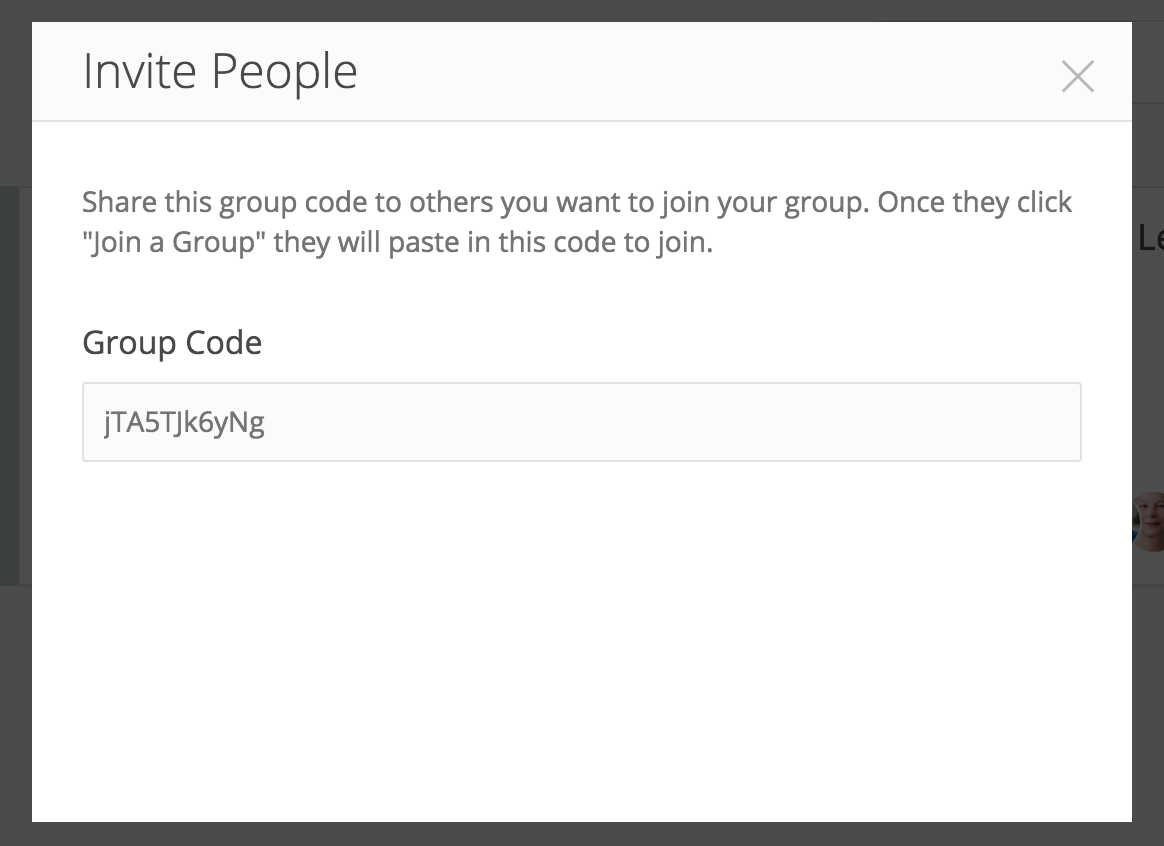 Invite People
Share this group code to others you want to join your group. Once they click
"Join a Group" they will paste in this code to join.
Group Code
jTA5TJk6yNg